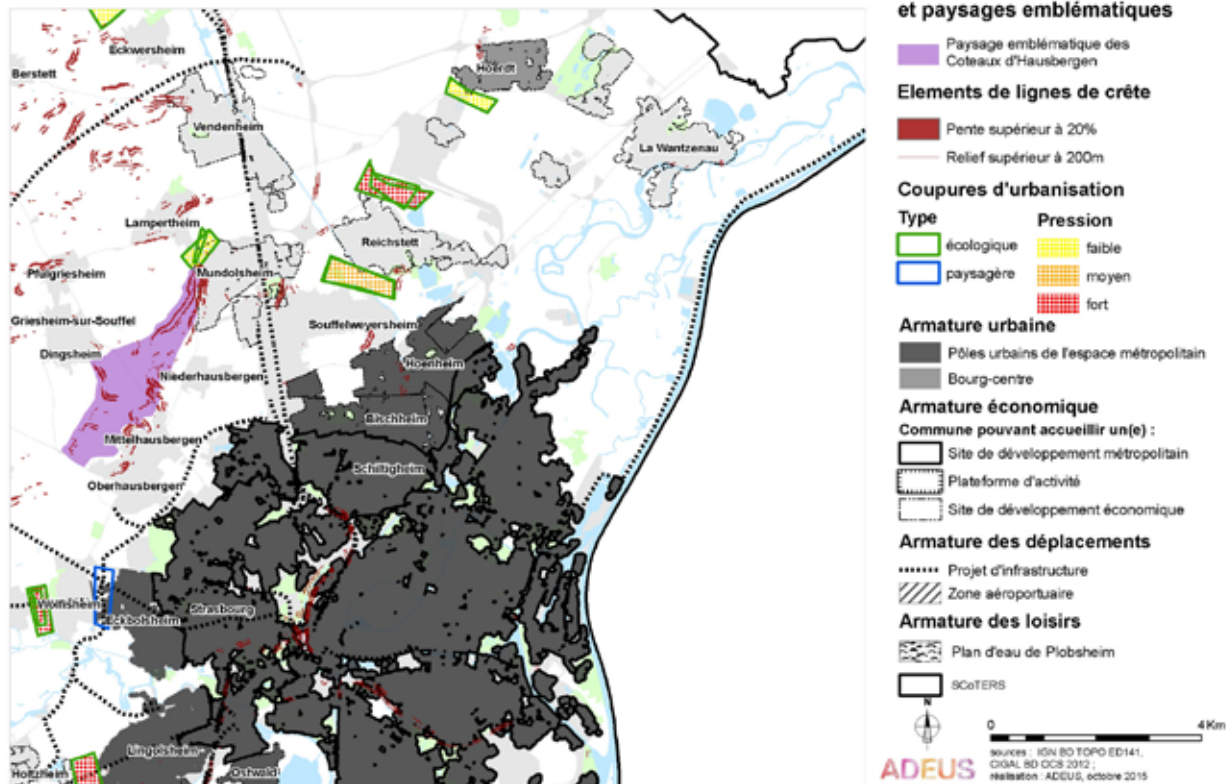 Eckwersheim
Berstett
Hoerdt
Vendenheim
La Wantzenau
Lampertheim
Reichstett
Pfulgriesheim
Mundolsheim
Griesheim-sur-Souffel
Souffelweyersheim
Dingsheim
Hoenheim
Niederhausbergen
Bischheim
Mittelhausbergen
Schiltigheim
Oberhausbergen
Wolfisheim
Strasbourg
Eckbolsheim
Lingolsheim
Holtzheim
Ostwald
et paysages emblématiques
Paysage emblématique des
Coteaux d'Hausbergen
Elements de lignes de crête
Pente supérieur à 20%
Relief supérieur à 200m
Coupures d'urbanisation
Type
Pression
écologique
faible
paysagère
moyen
fort
Armature urbaine
Pôles urbains de l'espace métropolitain
Bourg-centre
Armature économique
Commune pouvant accueillir un(e) :
Site de développement métropolitain
Plateforme d'activité
Site de développement économique
Armature des déplacements
Projet d'infrastructure
Zone aéroportuaire
Armature des loisirs
Plan d'eau de Plobsheim
SCoTERS
N
0 4 Km
ADEUS
sources : IGN BD TOPO ED141,
CIGAL BD OCS 2012 ;
réalisation : ADEUS, octobre 2015